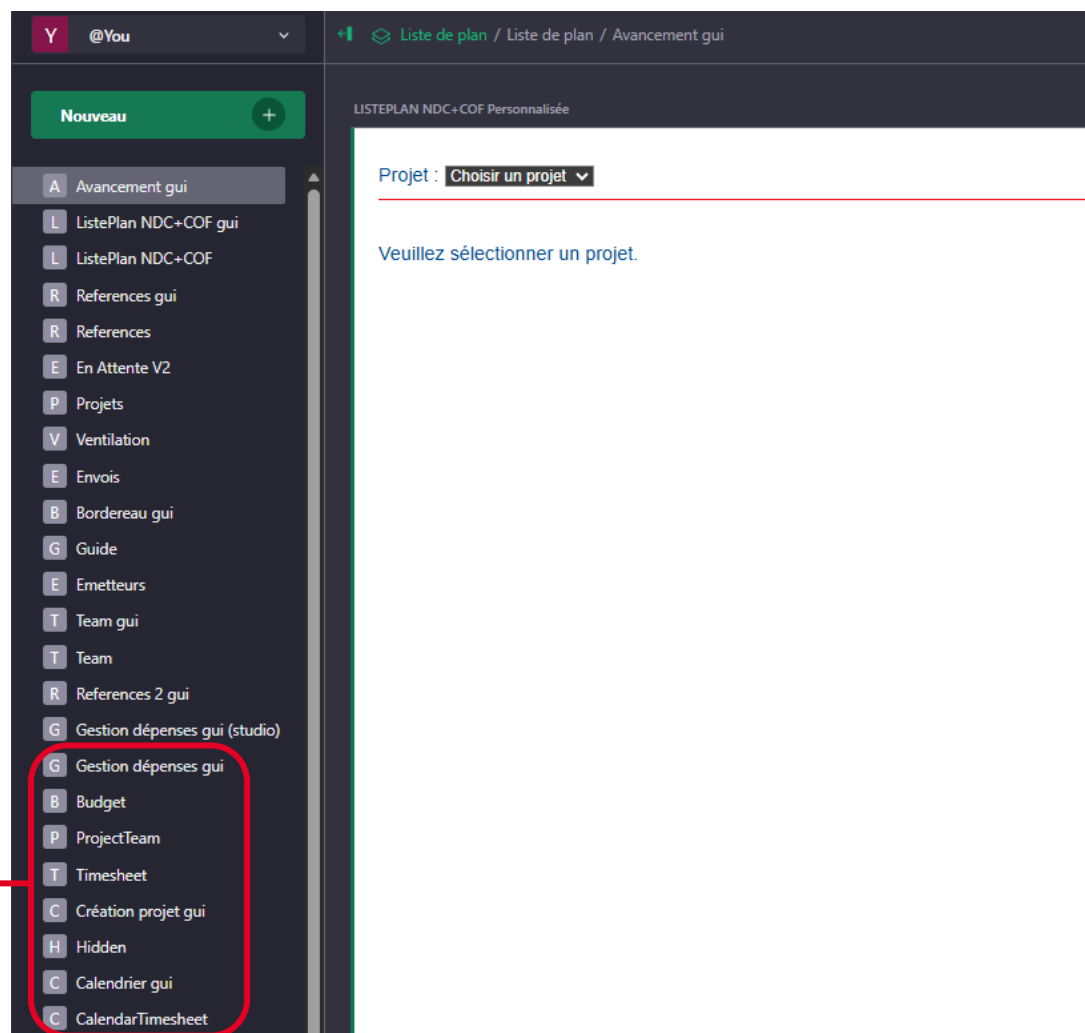 Y @You
Liste de plan / Liste de plan / Avancement gui
Nouveau +
LISTEPLAN NDC+COF Personnalisée
Projet : Choisir un projet
Veuillez sélectionner un projet.
A Avancement gui
L ListePlan NDC+COF gui
L ListePlan NDC+COF
R References gui
R References
E En Attente V2
P Projets
V Ventilation
E Envois
B Bordereau gui
G Guide
E Emetteurs
T Team gui
T Team
R References 2 gui
G Gestion dépenses gui (studio)
G Gestion dépenses gui
B Budget
P ProjectTeam
T Timesheet
C Création projet gui
H Hidden
C Calendrier gui
C CalendarTimesheet